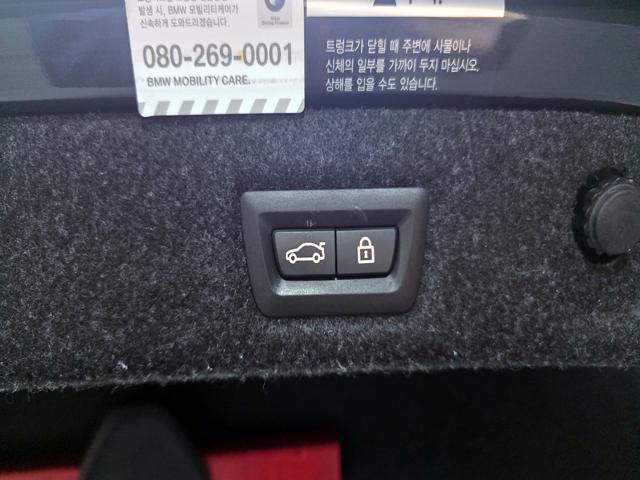 발생 시, BMW 모빌리티케어가
신속하게 도와드리겠습니다.
080-269-0001
BMW MOBILITY CARE.
트렁크가 닫힐 때 주변에 사물이나
신체의 일부를 가까이 두지 마십시오.
상해를 입을 수도 있습니다.